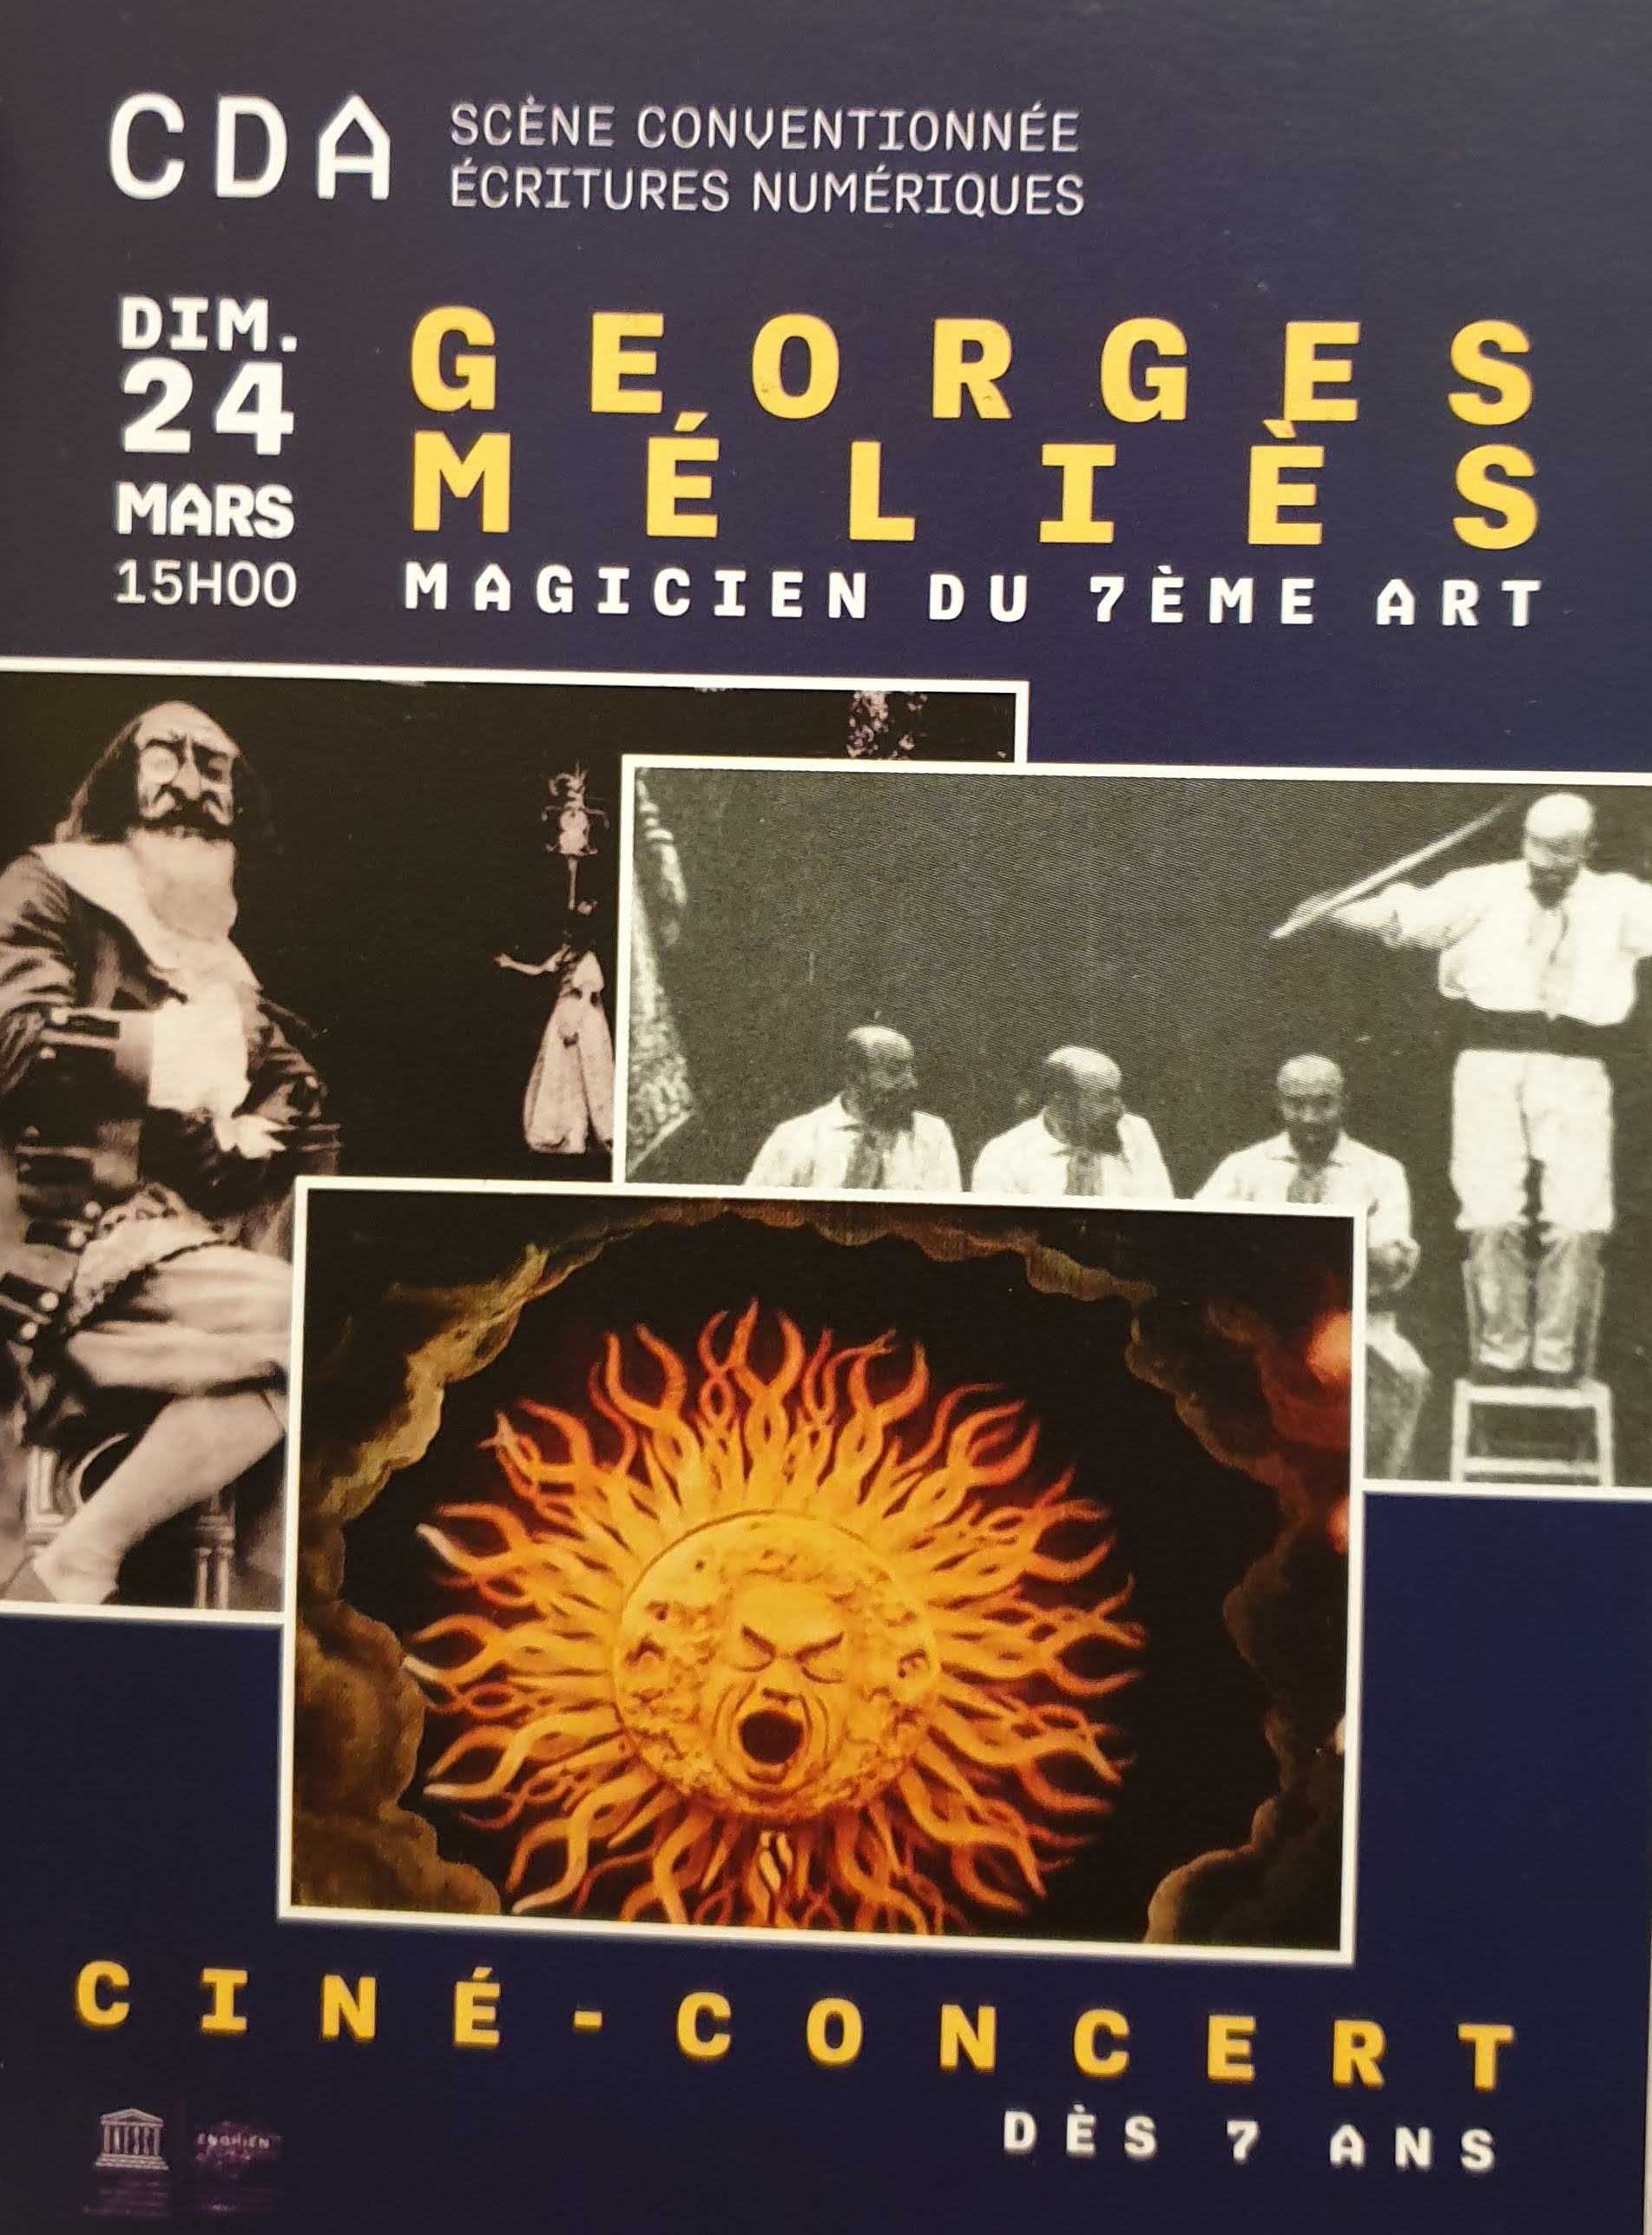 CDA
SCÈNE CONVENTIONNÉE
ÉCRITURES NUMÉRIQUES
DIM.
24
MARS
15H00
GEORGES
MÉLIÈS
MAGICIEN DU 7ÈME ART
CINÉ-CONCERT
DÈS 7 ANS
ENGHIEN